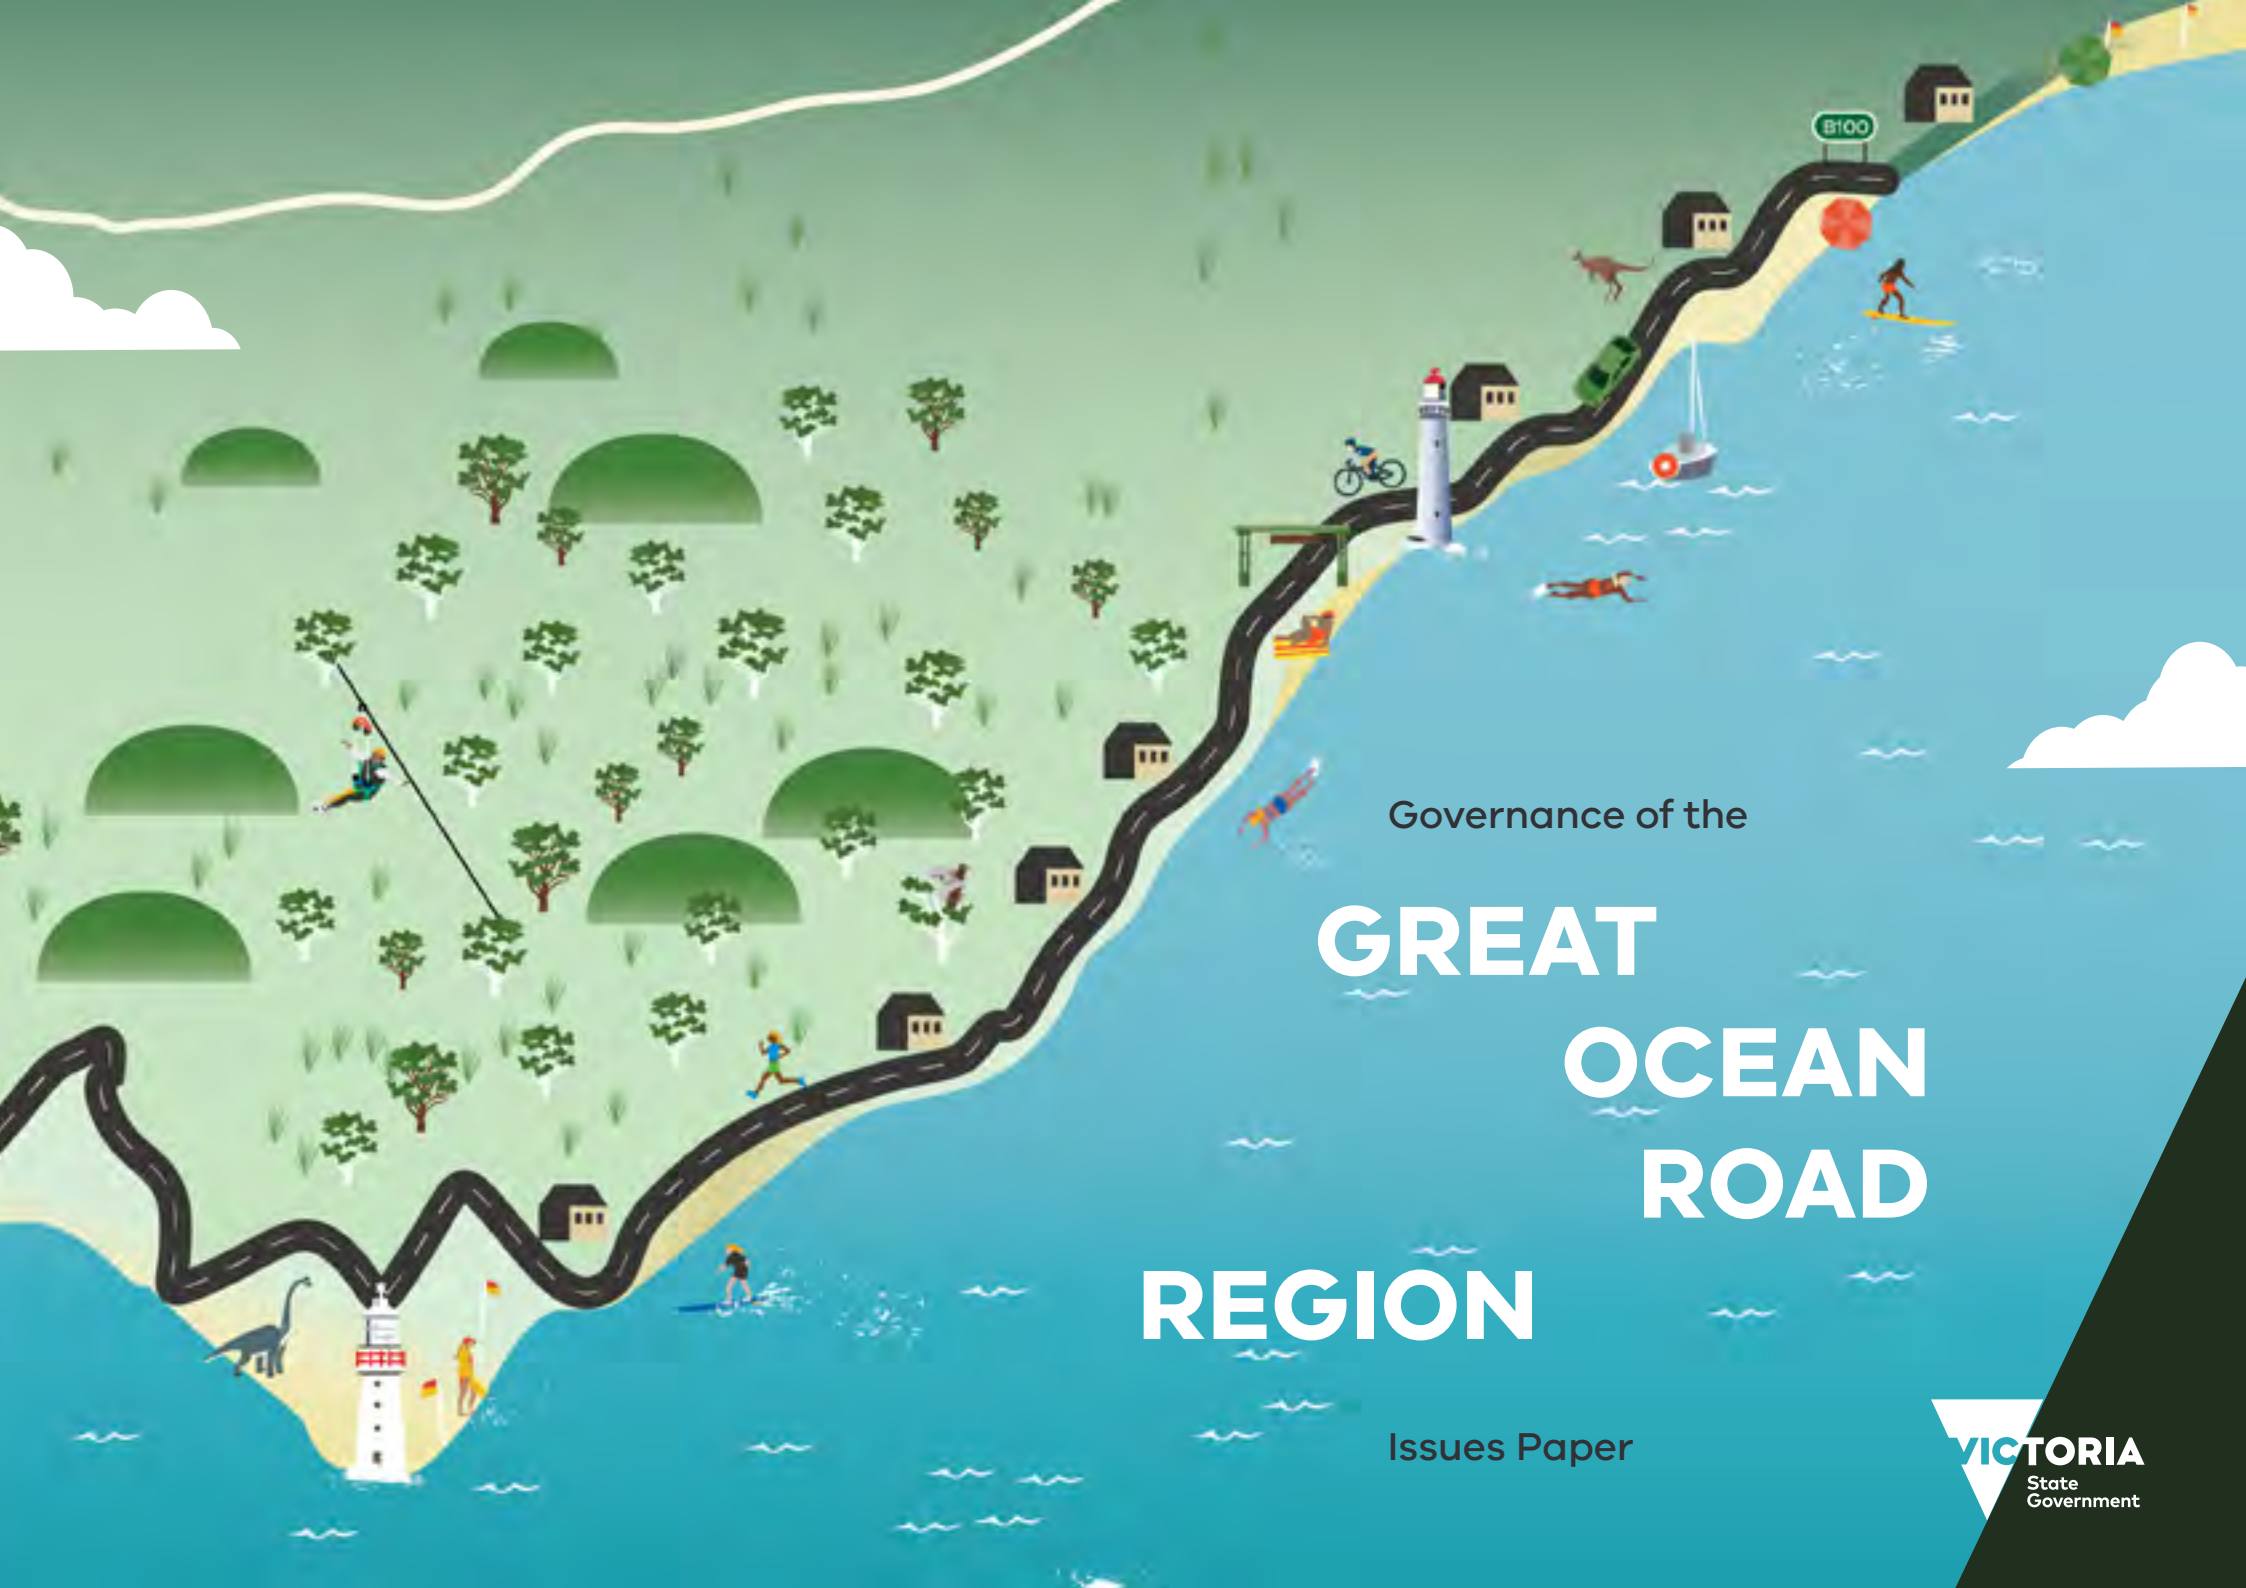 B100
Governance of the
GREAT
OCEAN
ROAD
REGION
Issues Paper
VICTORIA
State
Government